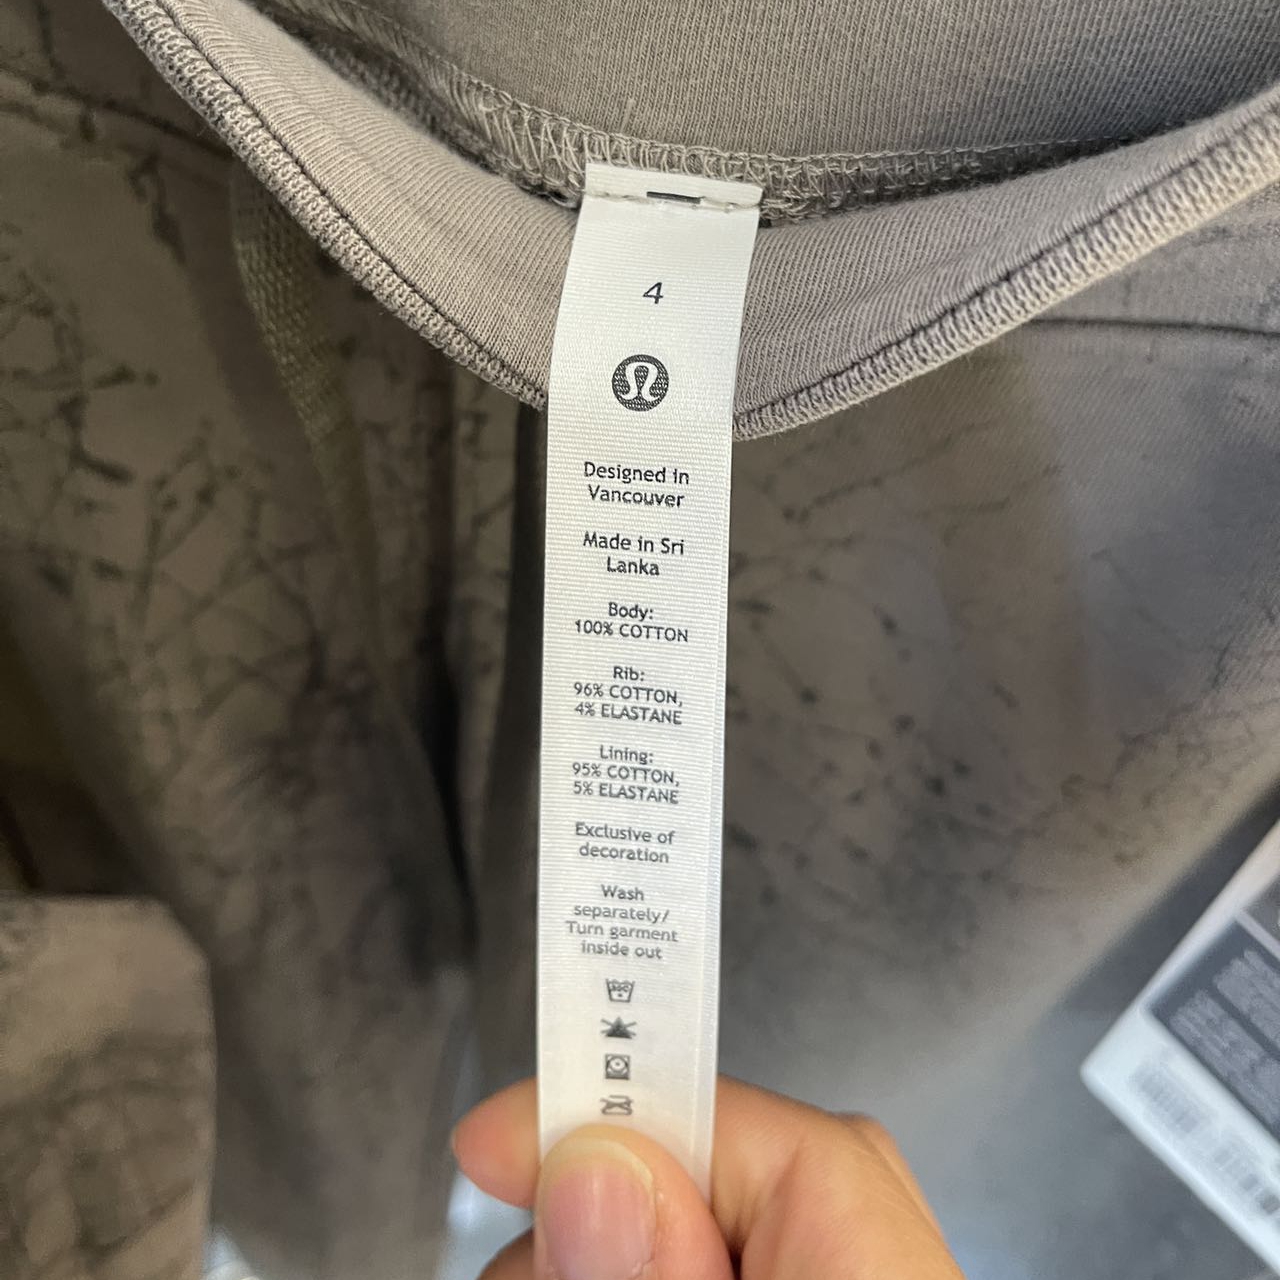 4
Designed in
Vancouver
Made in Sri
Lanka
Body:
100% COTTON
Rib:
96% COTTON,
4% ELASTANE
Lining:
95% COTTON,
5% ELASTANE
Exclusive of
decoration
Wash
separately/
Turn garment
inside out